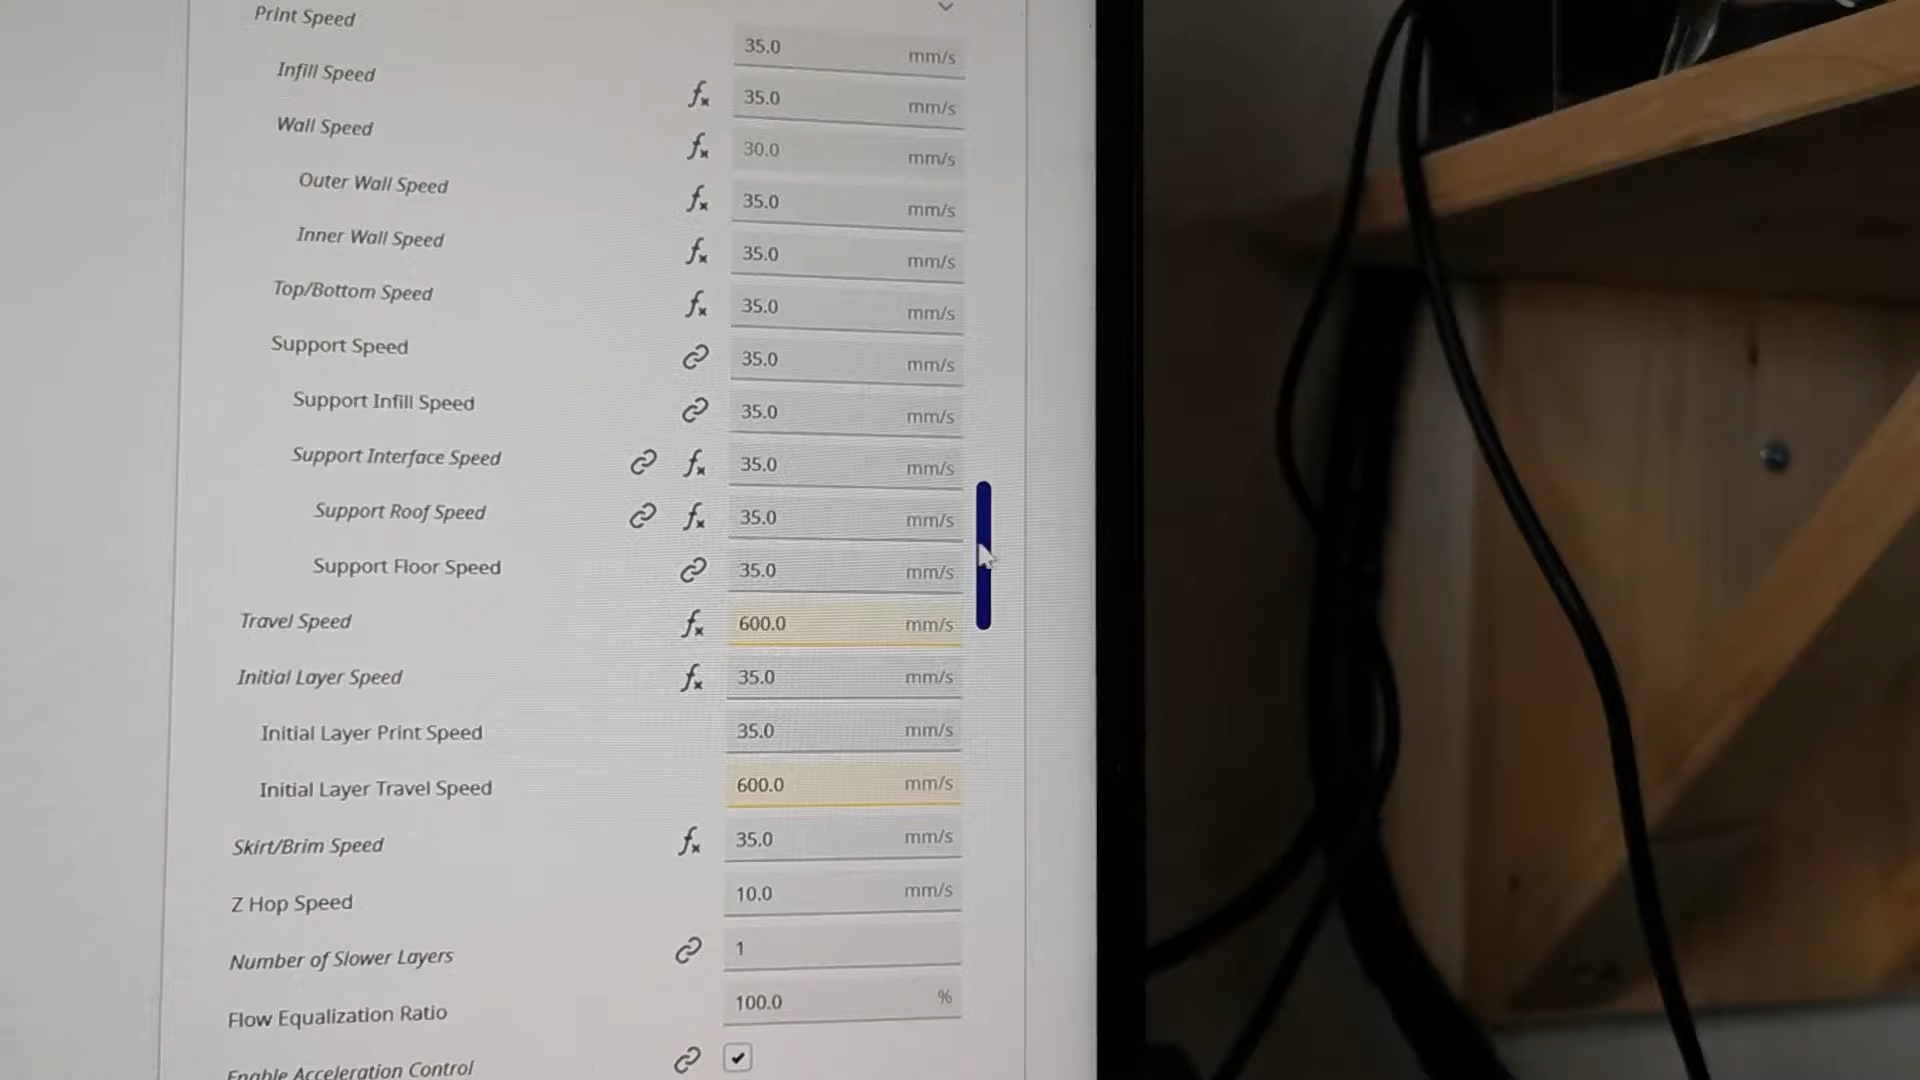 Print Speed 35.0 mm/s
Infill Speed 35.0 mm/s
Wall Speed 30.0 mm/s
Outer Wall Speed 35.0 mm/s
Inner Wall Speed 35.0 mm/s
Top/Bottom Speed 35.0 mm/s
Support Speed 35.0 mm/s
Support Infill Speed 35.0 mm/s
Support Interface Speed 35.0 mm/s
Support Roof Speed 35.0 mm/s
Support Floor Speed 35.0 mm/s
Travel Speed 600.0 mm/s
Initial Layer Speed 35.0 mm/s
Initial Layer Print Speed 35.0 mm/s
Initial Layer Travel Speed 600.0 mm/s
Skirt/Brim Speed 35.0 mm/s
Z Hop Speed 10.0 mm/s
Number of Slower Layers 1
Flow Equalization Ratio 100.0 %
Enable Acceleration Control